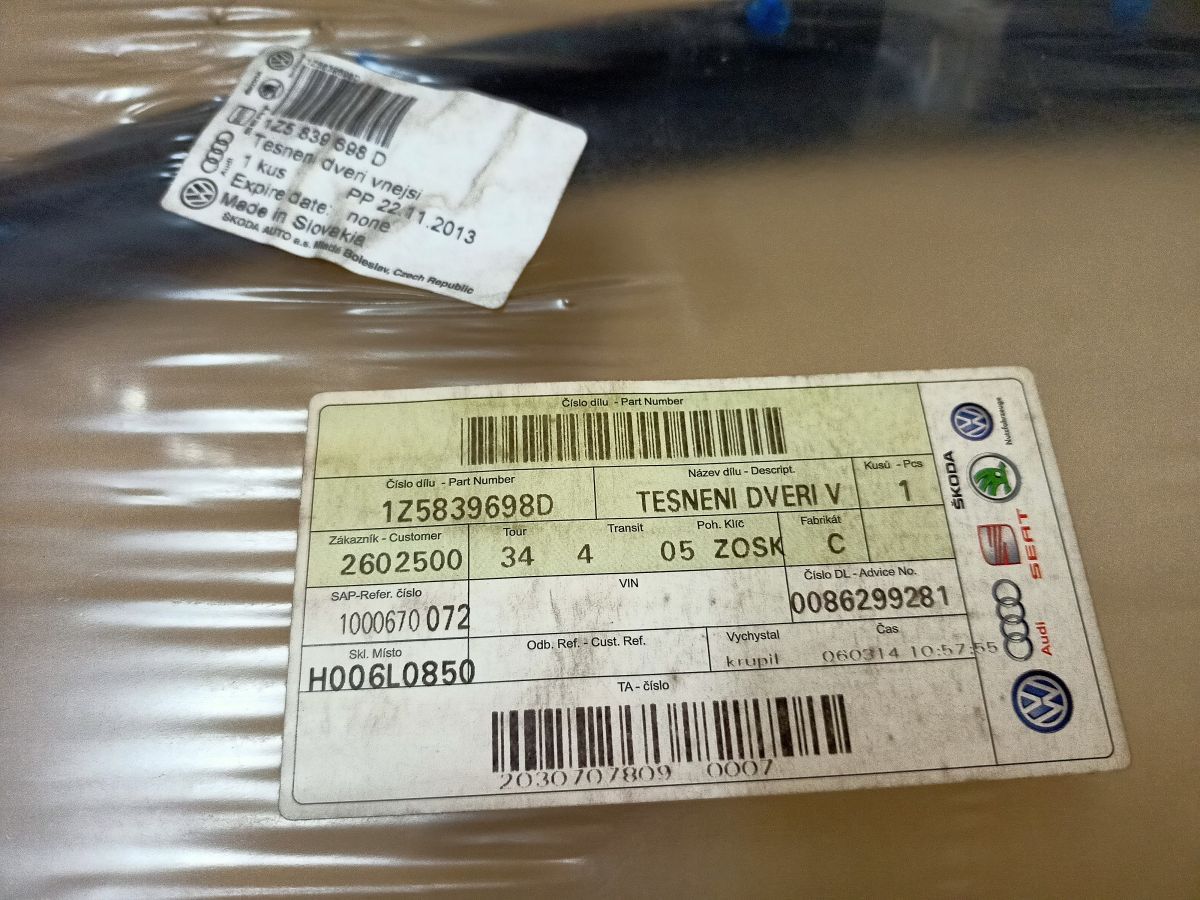 1Z5 839 698 D
Tesneni dveri vnejsi
1 kus PP 22.11.2013
Expire date: none
Made in Slovakia
ŠKODA AUTO a.s. Mladá Boleslav, Czech Republic
Audi
Číslo dílu - Part Number
Číslo dílu - Part Number
1Z5839698D
Název dílu - Descript.
TESNENI DVERI V
Kusů - Pcs
1
Zákazník - Customer
2602500
Tour
34
Transit
4
Poh. Klíč
05 ZOSK
Fabrikát
C
SAP-Refer. číslo
1000670 072
VIN
Číslo DL - Advice No.
0086299281
Skl. Místo
H006L0850
Odb. Ref. - Cust. Ref.
Vychystal
krupil
Čas
060314 10:57:55
TA - číslo
2030707809 0007
Nutzfahrzeuge
ŠKODA
SEAT
Audi